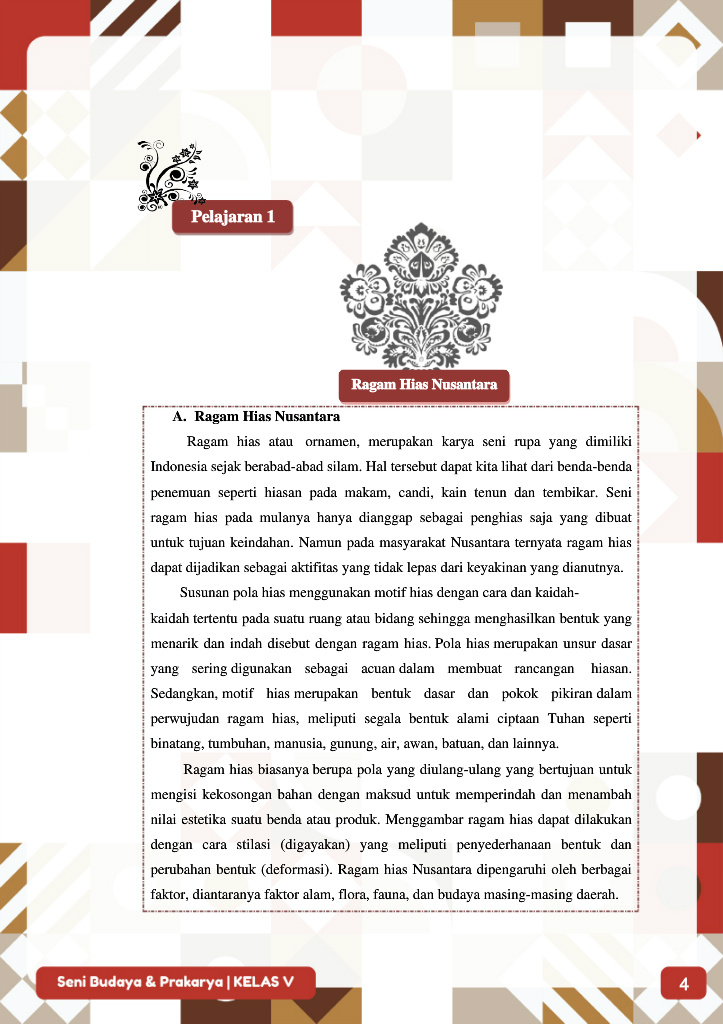 Pelajaran 1
Ragam Hias Nusantara
A. Ragam Hias Nusantara
Ragam hias atau ornamen, merupakan karya seni rupa yang dimiliki
Indonesia sejak berabad-abad silam. Hal tersebut dapat kita lihat dari benda-benda
penemuan seperti hiasan pada makam, candi, kain tenun dan tembikar. Seni
ragam hias pada mulanya hanya dianggap sebagai penghias saja yang dibuat
untuk tujuan keindahan. Namun pada masyarakat Nusantara ternyata ragam hias
dapat dijadikan sebagai aktifitas yang tidak lepas dari keyakinan yang dianutnya.
Susunan pola hias menggunakan motif hias dengan cara dan kaidah-
kaidah tertentu pada suatu ruang atau bidang sehingga menghasilkan bentuk yang
menarik dan indah disebut dengan ragam hias. Pola hias merupakan unsur dasar
yang sering digunakan sebagai acuan dalam membuat rancangan hiasan.
Sedangkan, motif hias merupakan bentuk dasar dan pokok pikiran dalam
perwujudan ragam hias, meliputi segala bentuk alami ciptaan Tuhan seperti
binatang, tumbuhan, manusia, gunung, air, awan, batuan, dan lainnya.
Ragam hias biasanya berupa pola yang diulang-ulang yang bertujuan untuk
mengisi kekosongan bahan dengan maksud untuk memperindah dan menambah
nilai estetika suatu benda atau produk. Menggambar ragam hias dapat dilakukan
dengan cara stilasi (digayakan) yang meliputi penyederhanaan bentuk dan
perubahan bentuk (deformasi). Ragam hias Nusantara dipengaruhi oleh berbagai
faktor, diantaranya faktor alam, flora, fauna, dan budaya masing-masing daerah.
Seni Budaya & Prakarya | KELAS V
4